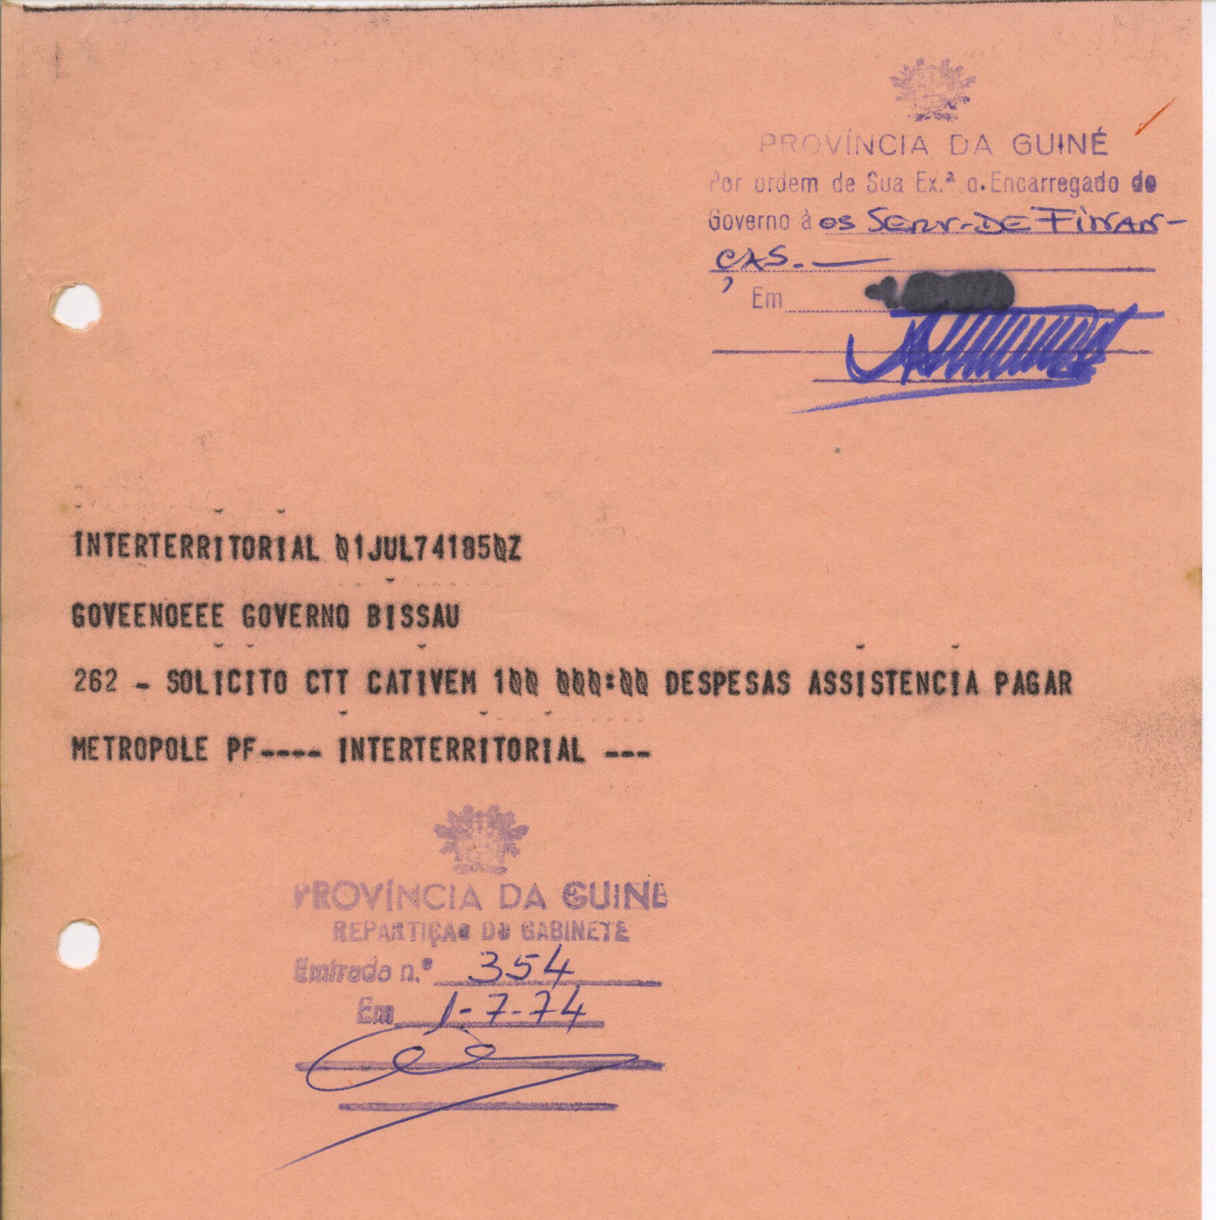 PROVÍNCIA DA GUINÉ
Por ordem de Sua Ex.ª o Encarregado do
Governo à os SERV-DE FINAN-
ÇAS.
Em
INTERTERRITORIAL 01JUL741850Z
GOVEENOEEE GOVERNO BISSAU
262 - SOLICITO CTT CATIVEM 100 000:00 DESPESAS ASSISTENCIA PAGAR
METROPOLE PF---- INTERTERRITORIAL ---
PROVÍNCIA DA GUINÉ
REPARTIÇÃO DO GABINETE
Entrada n.º 354
Em 1-7-74